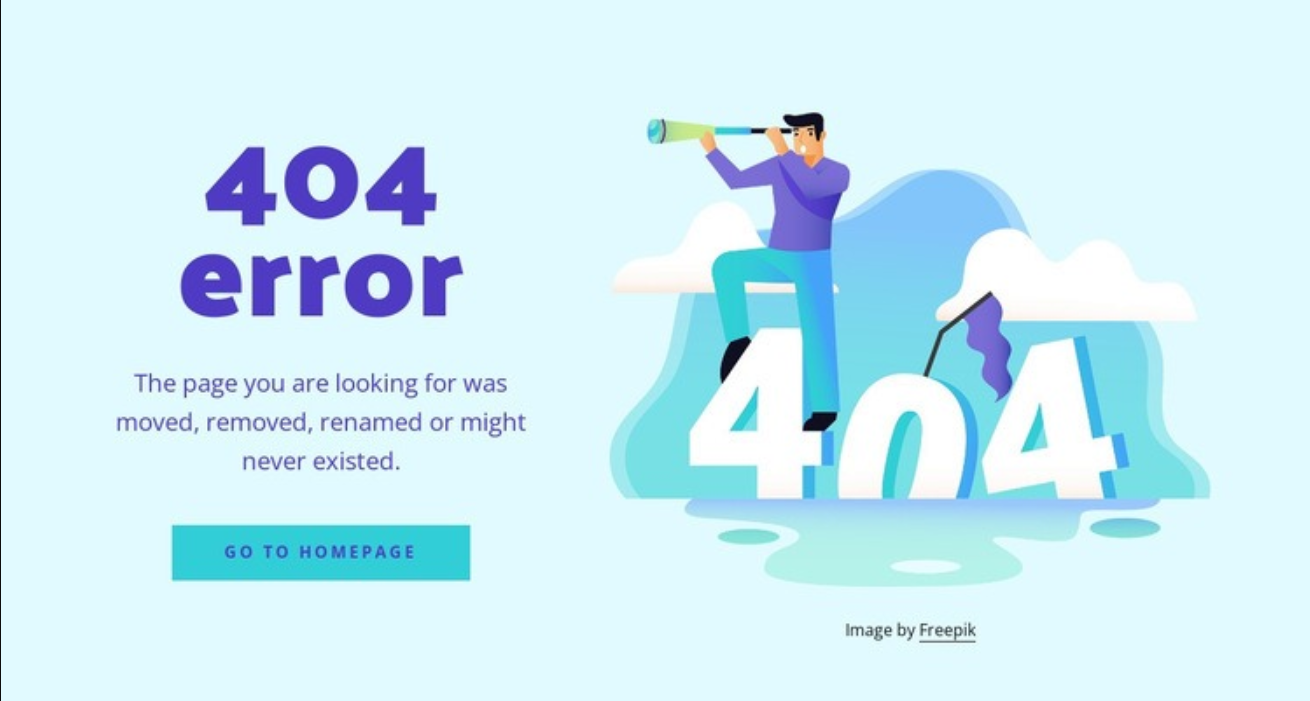 404
error
The page you are looking for was
moved, removed, renamed or might
never existed.
GO TO HOMEPAGE
404
Image by Freepik